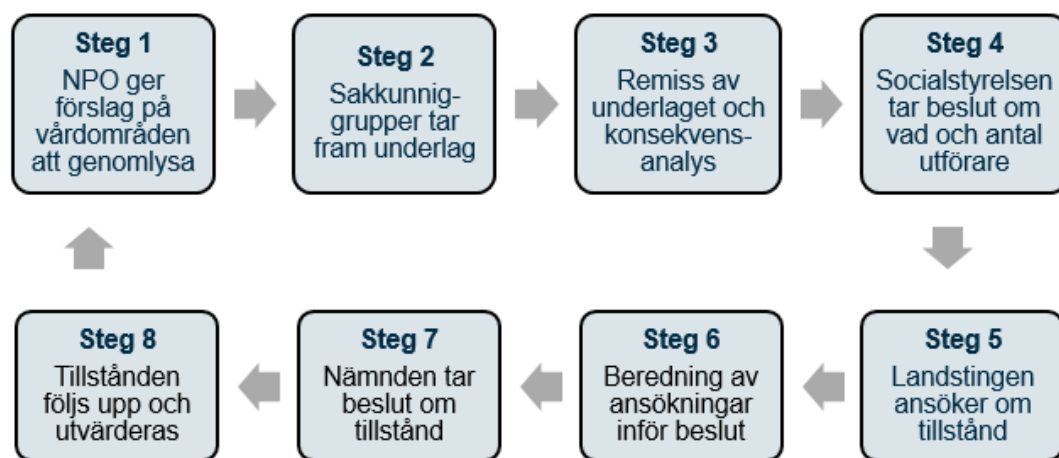 Steg 1
NPO ger
förslag på
vårdområden
att genomlysa
Steg 2
Sakkunnig-
grupper tar
fram underlag
Steg 3
Remiss av
underlaget och
konsekvens-
analys
Steg 4
Socialstyrelsen
tar beslut om
vad och antal
utförare
Steg 5
Landstingen
ansöker om
tillstånd
Steg 6
Beredning av
ansökningar
inför beslut
Steg 7
Nämnden tar
beslut om
tillstånd
Steg 8
Tillstånden
följs upp och
utvärderas